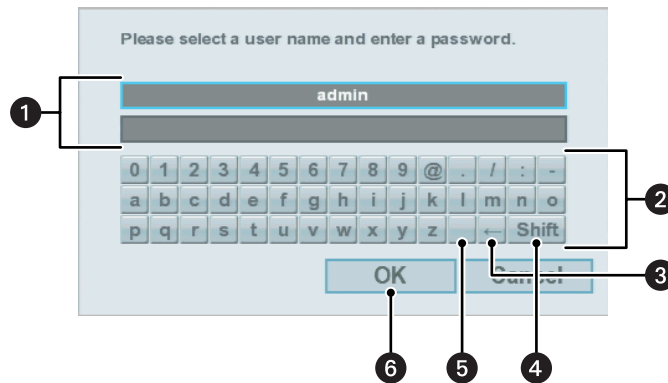 Please select a user name and enter a password.
admin
1
0 1 2 3 4 5 6 7 8 9 @ . / : -
a b c d e f g h i j k l m n o
2
p q r s t u v w x y z ← Shift
3
OK Cancel
6 5 4